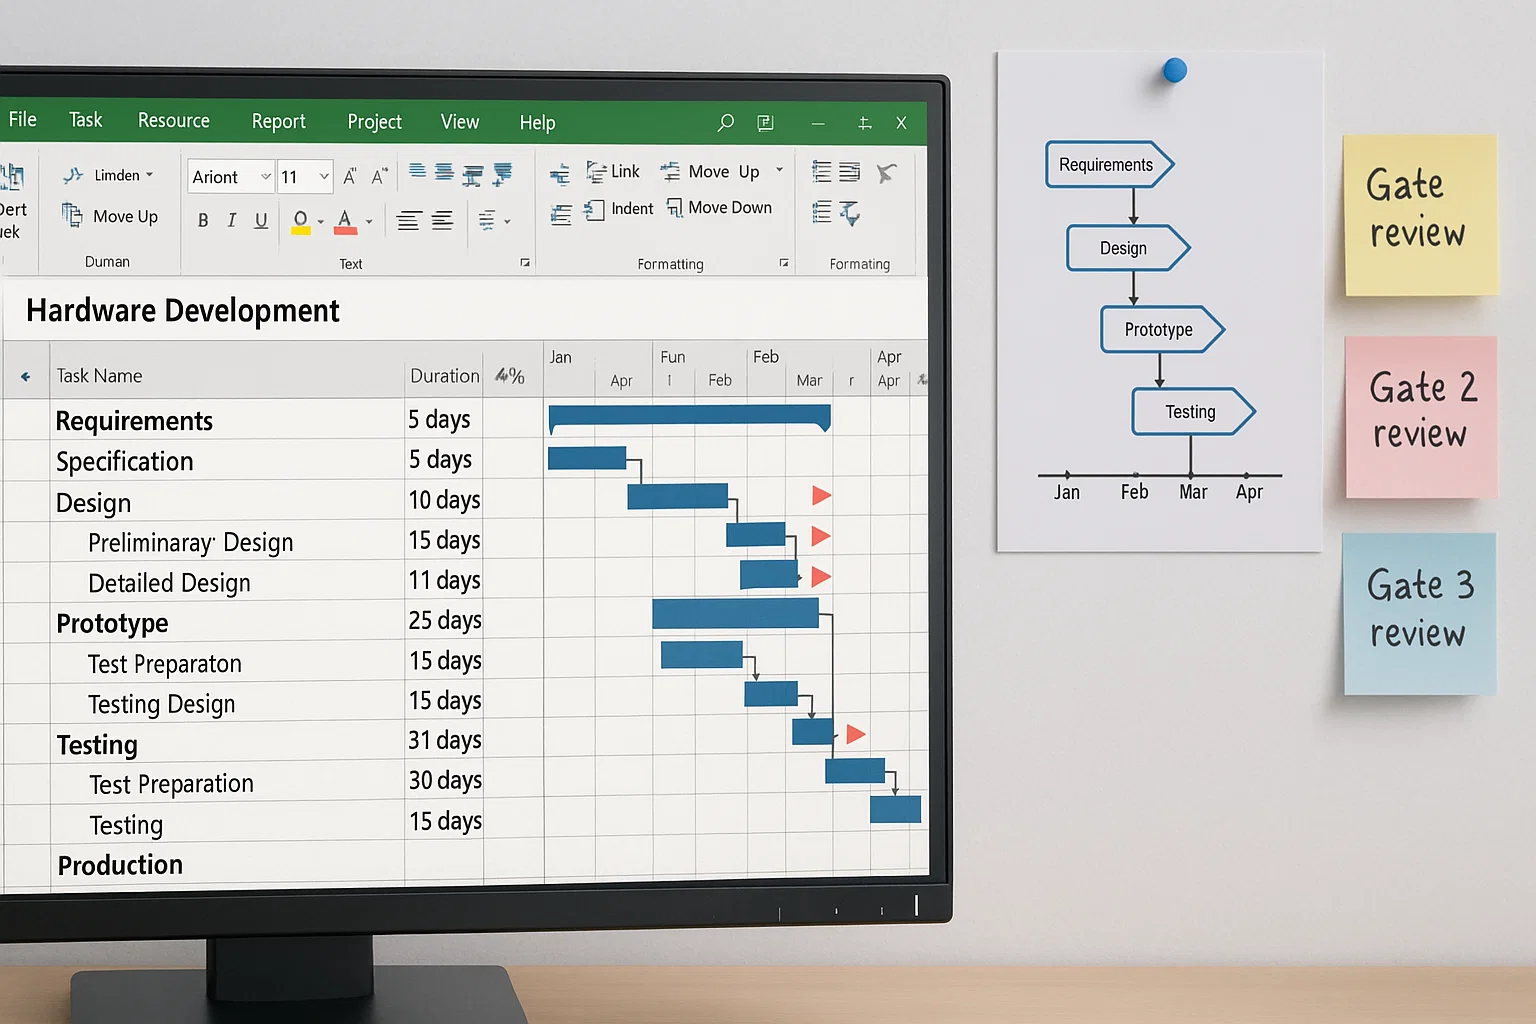 File Task Resource Report Project View Help
Limden
Move Up
Duman
Ariont 11
B I U O A
Text
Link Move Up
Indent Move Down
Formatting
Formating
Hardware Development
Task Name Duration
Jan Fun Feb Apr
Apr Feb Mar r Apr
Requirements 5 days
Specification 5 days
Design 10 days
Preliminaray Design 15 days
Detailed Design 11 days
Prototype 25 days
Test Preparaton 15 days
Testing Design 15 days
Testing 31 days
Test Preparation 30 days
Testing 15 days
Production
Requirements
Design
Prototype
Testing
Jan Feb Mar Apr
Gate
review
Gate 2
review
Gate 3
review